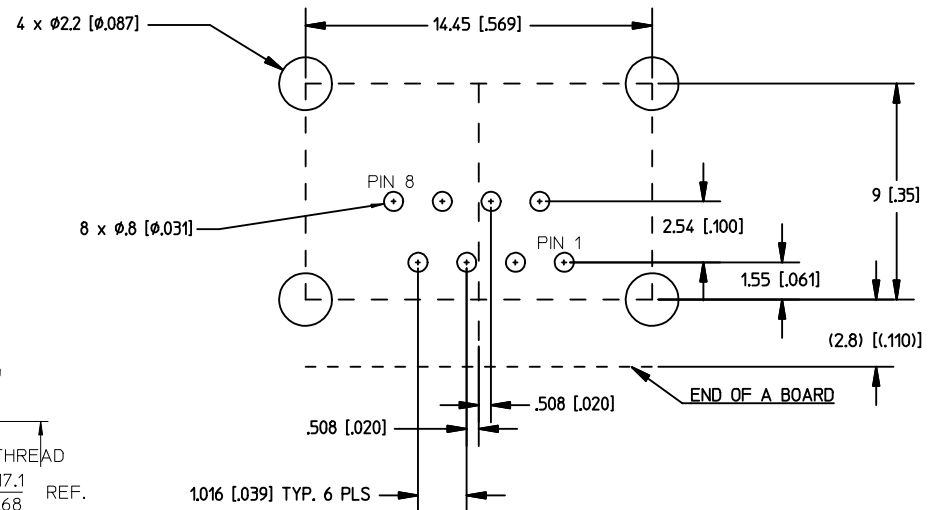 4 x Ø2.2 [Ø.087]
14.45 [.569]
PIN 8
9 [.35]
8 x Ø.8 [Ø.031]
2.54 [.100]
PIN 1
1.55 [.061]
(2.8) [(.110)]
END OF A BOARD
.508 [.020]
.508 [.020]
THREAD
1.016 [.039] TYP. 6 PLS
17.1
REF.
.68